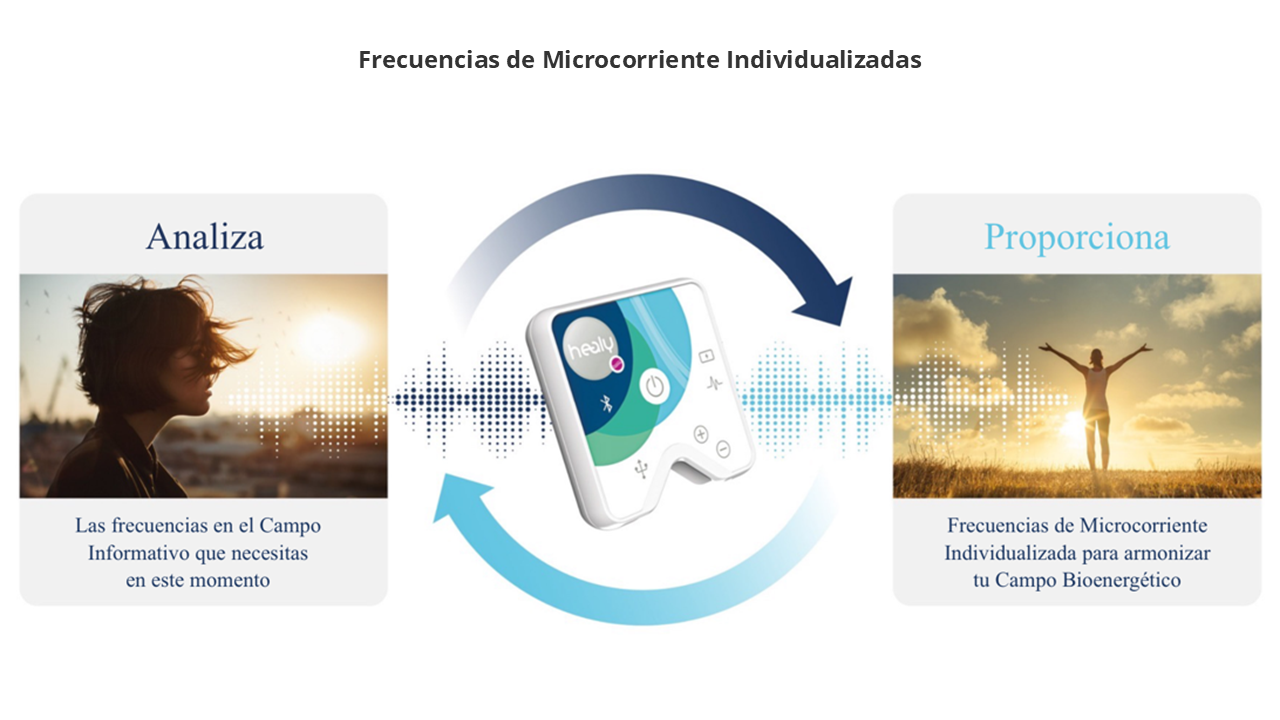 Frecuencias de Microcorriente Individualizadas
Analiza
Las frecuencias en el Campo
Informativo que necesitas
en este momento
healy
Proporciona
Frecuencias de Microcorriente
Individualizada para armonizar
tu Campo Bioenergético